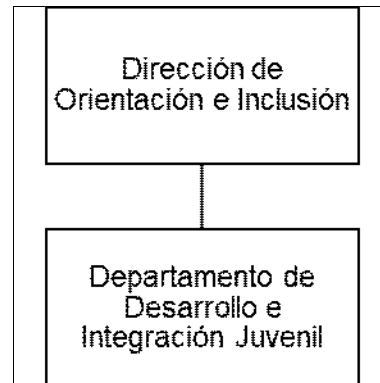 Dirección de
Orientación e Inclusión
Departamento de
Desarrollo e
Integración Juvenil